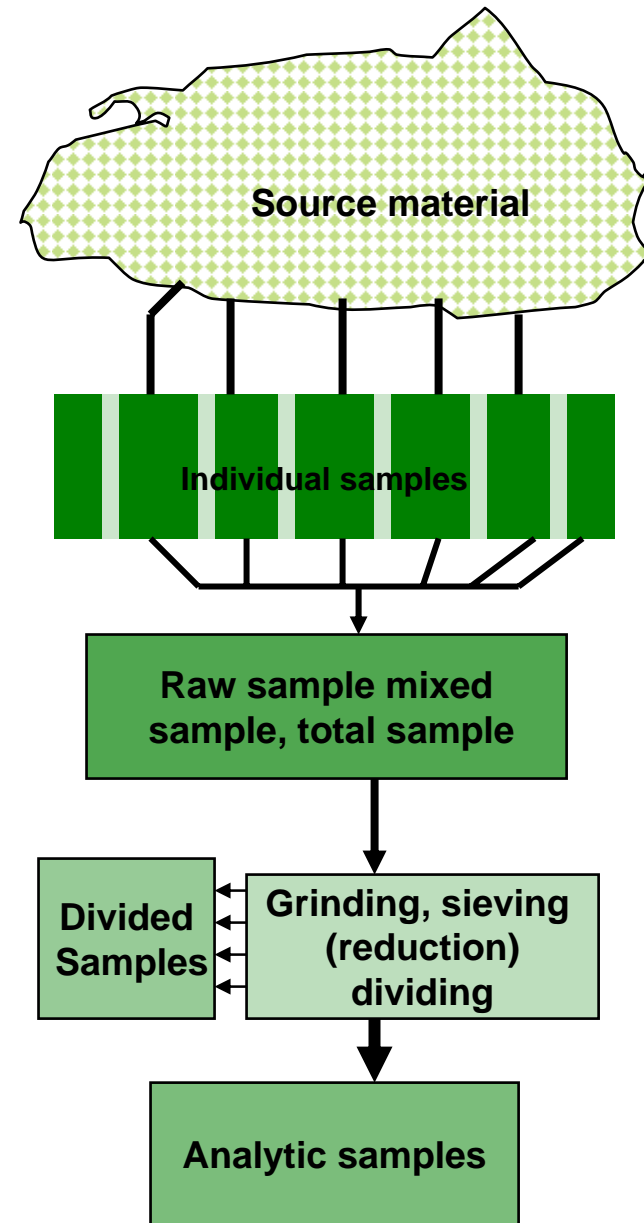 Source material
Individual samples
Raw sample mixed
sample, total sample
Divided
Samples
Grinding, sieving
(reduction)
dividing
Analytic samples